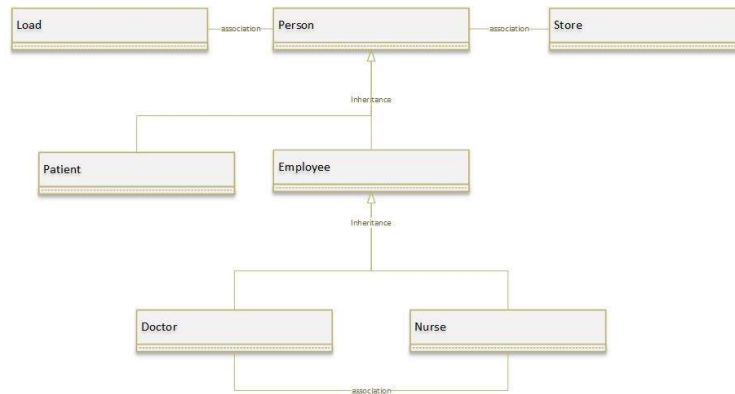 Load
association
Person
association
Store
Inheritance
Patient
Employee
Inheritance
Doctor
Nurse
association